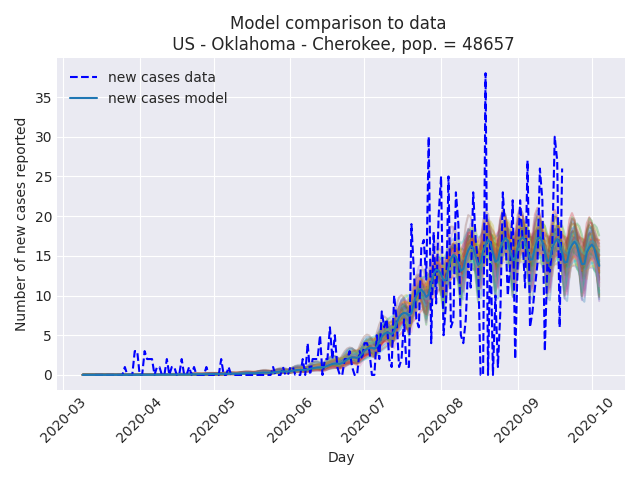 Model comparison to data
US - Oklahoma - Cherokee, pop. = 48657
new cases data
new cases model
Number of new cases reported
35
30
25
20
15
10
5
0
2020-03
2020-04
2020-05
2020-06
2020-07
2020-08
2020-09
2020-10
Day